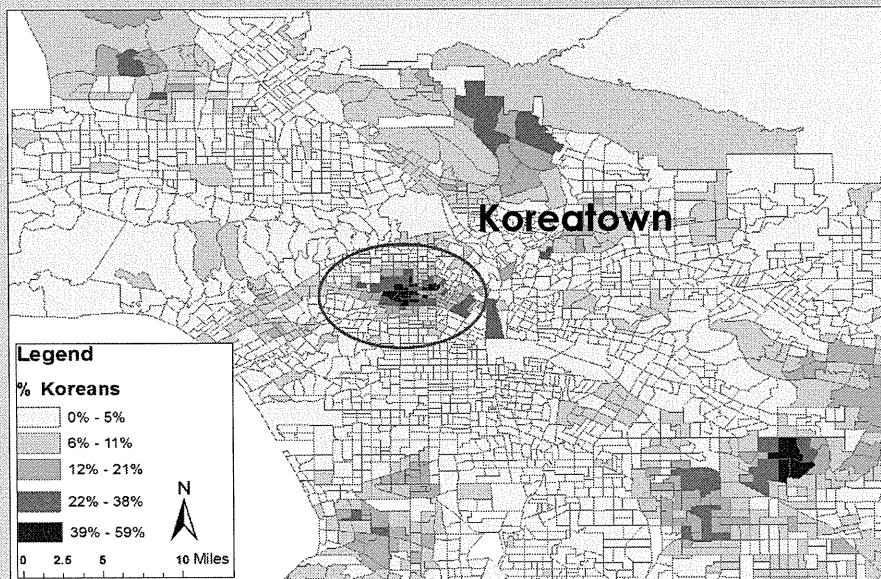 Koreatown
Legend
% Koreans
0% - 5%
6% - 11%
12% - 21%
22% - 38%
39% - 59%
N
0 2.5 5 10 Miles